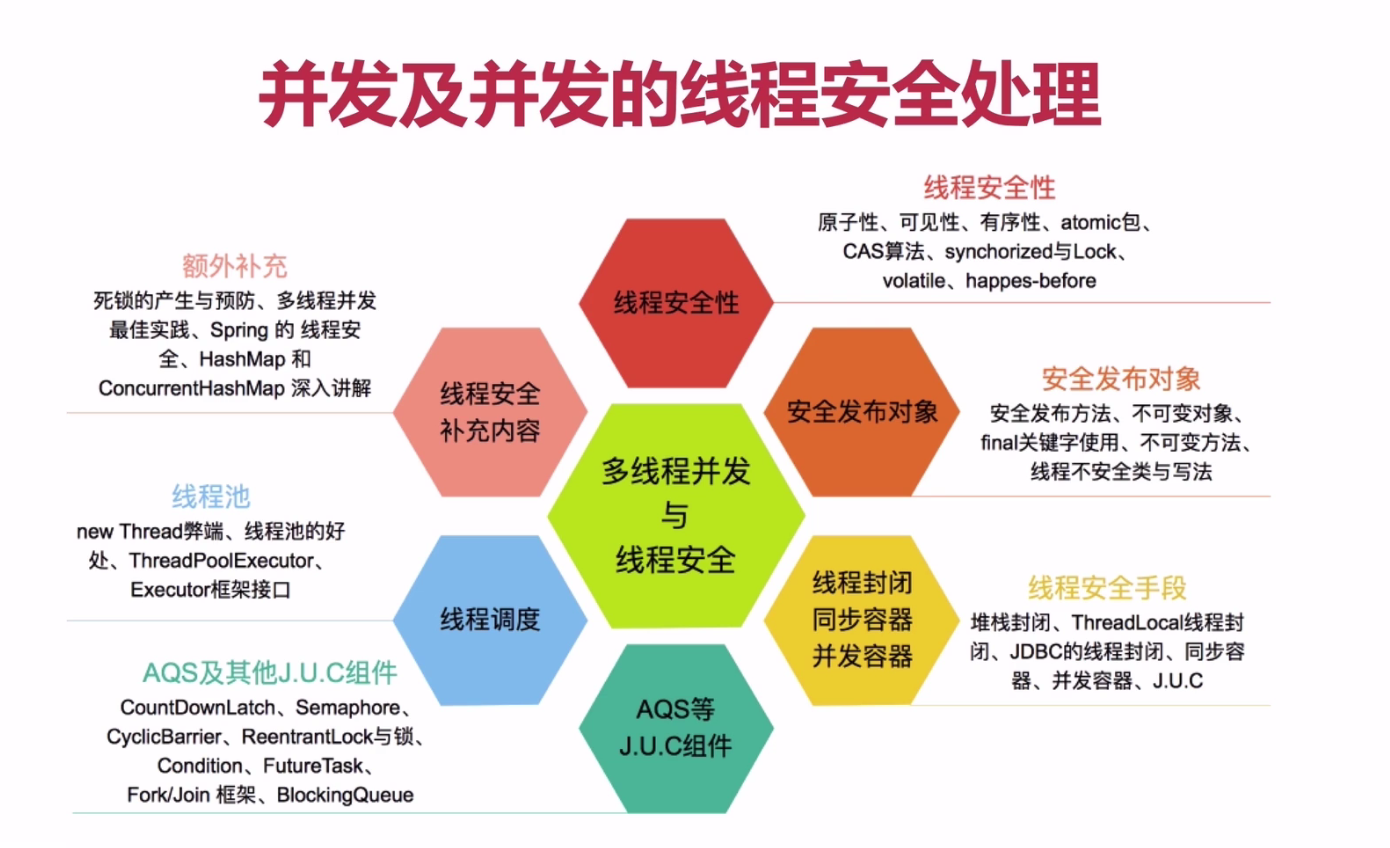 并发及并发的线程安全处理
线程安全性
原子性、可见性、有序性、atomic包、
CAS算法、synchorized与Lock、
volatile、happes-before
额外补充
死锁的产生与预防、多线程并发
最佳实践、Spring 的 线程安
全、HashMap 和
ConcurrentHashMap 深入讲解
线程安全性
线程安全
补充内容
安全发布对象
安全发布对象
安全发布方法、不可变对象、
final关键字使用、不可变方法、
线程不安全类与写法
多线程并发
与
线程安全
线程池
new Thread弊端、线程池的好
处、ThreadPoolExecutor、
Executor框架接口
线程调度
线程封闭
同步容器
并发容器
线程安全手段
堆栈封闭、ThreadLocal线程封
闭、JDBC的线程封闭、同步容
器、并发容器、J.U.C
AQS及其他J.U.C组件
CountDownLatch、Semaphore、
CyclicBarrier、ReentrantLock与锁、
Condition、FutureTask、
Fork/Join 框架、BlockingQueue
AQS等
J.U.C组件